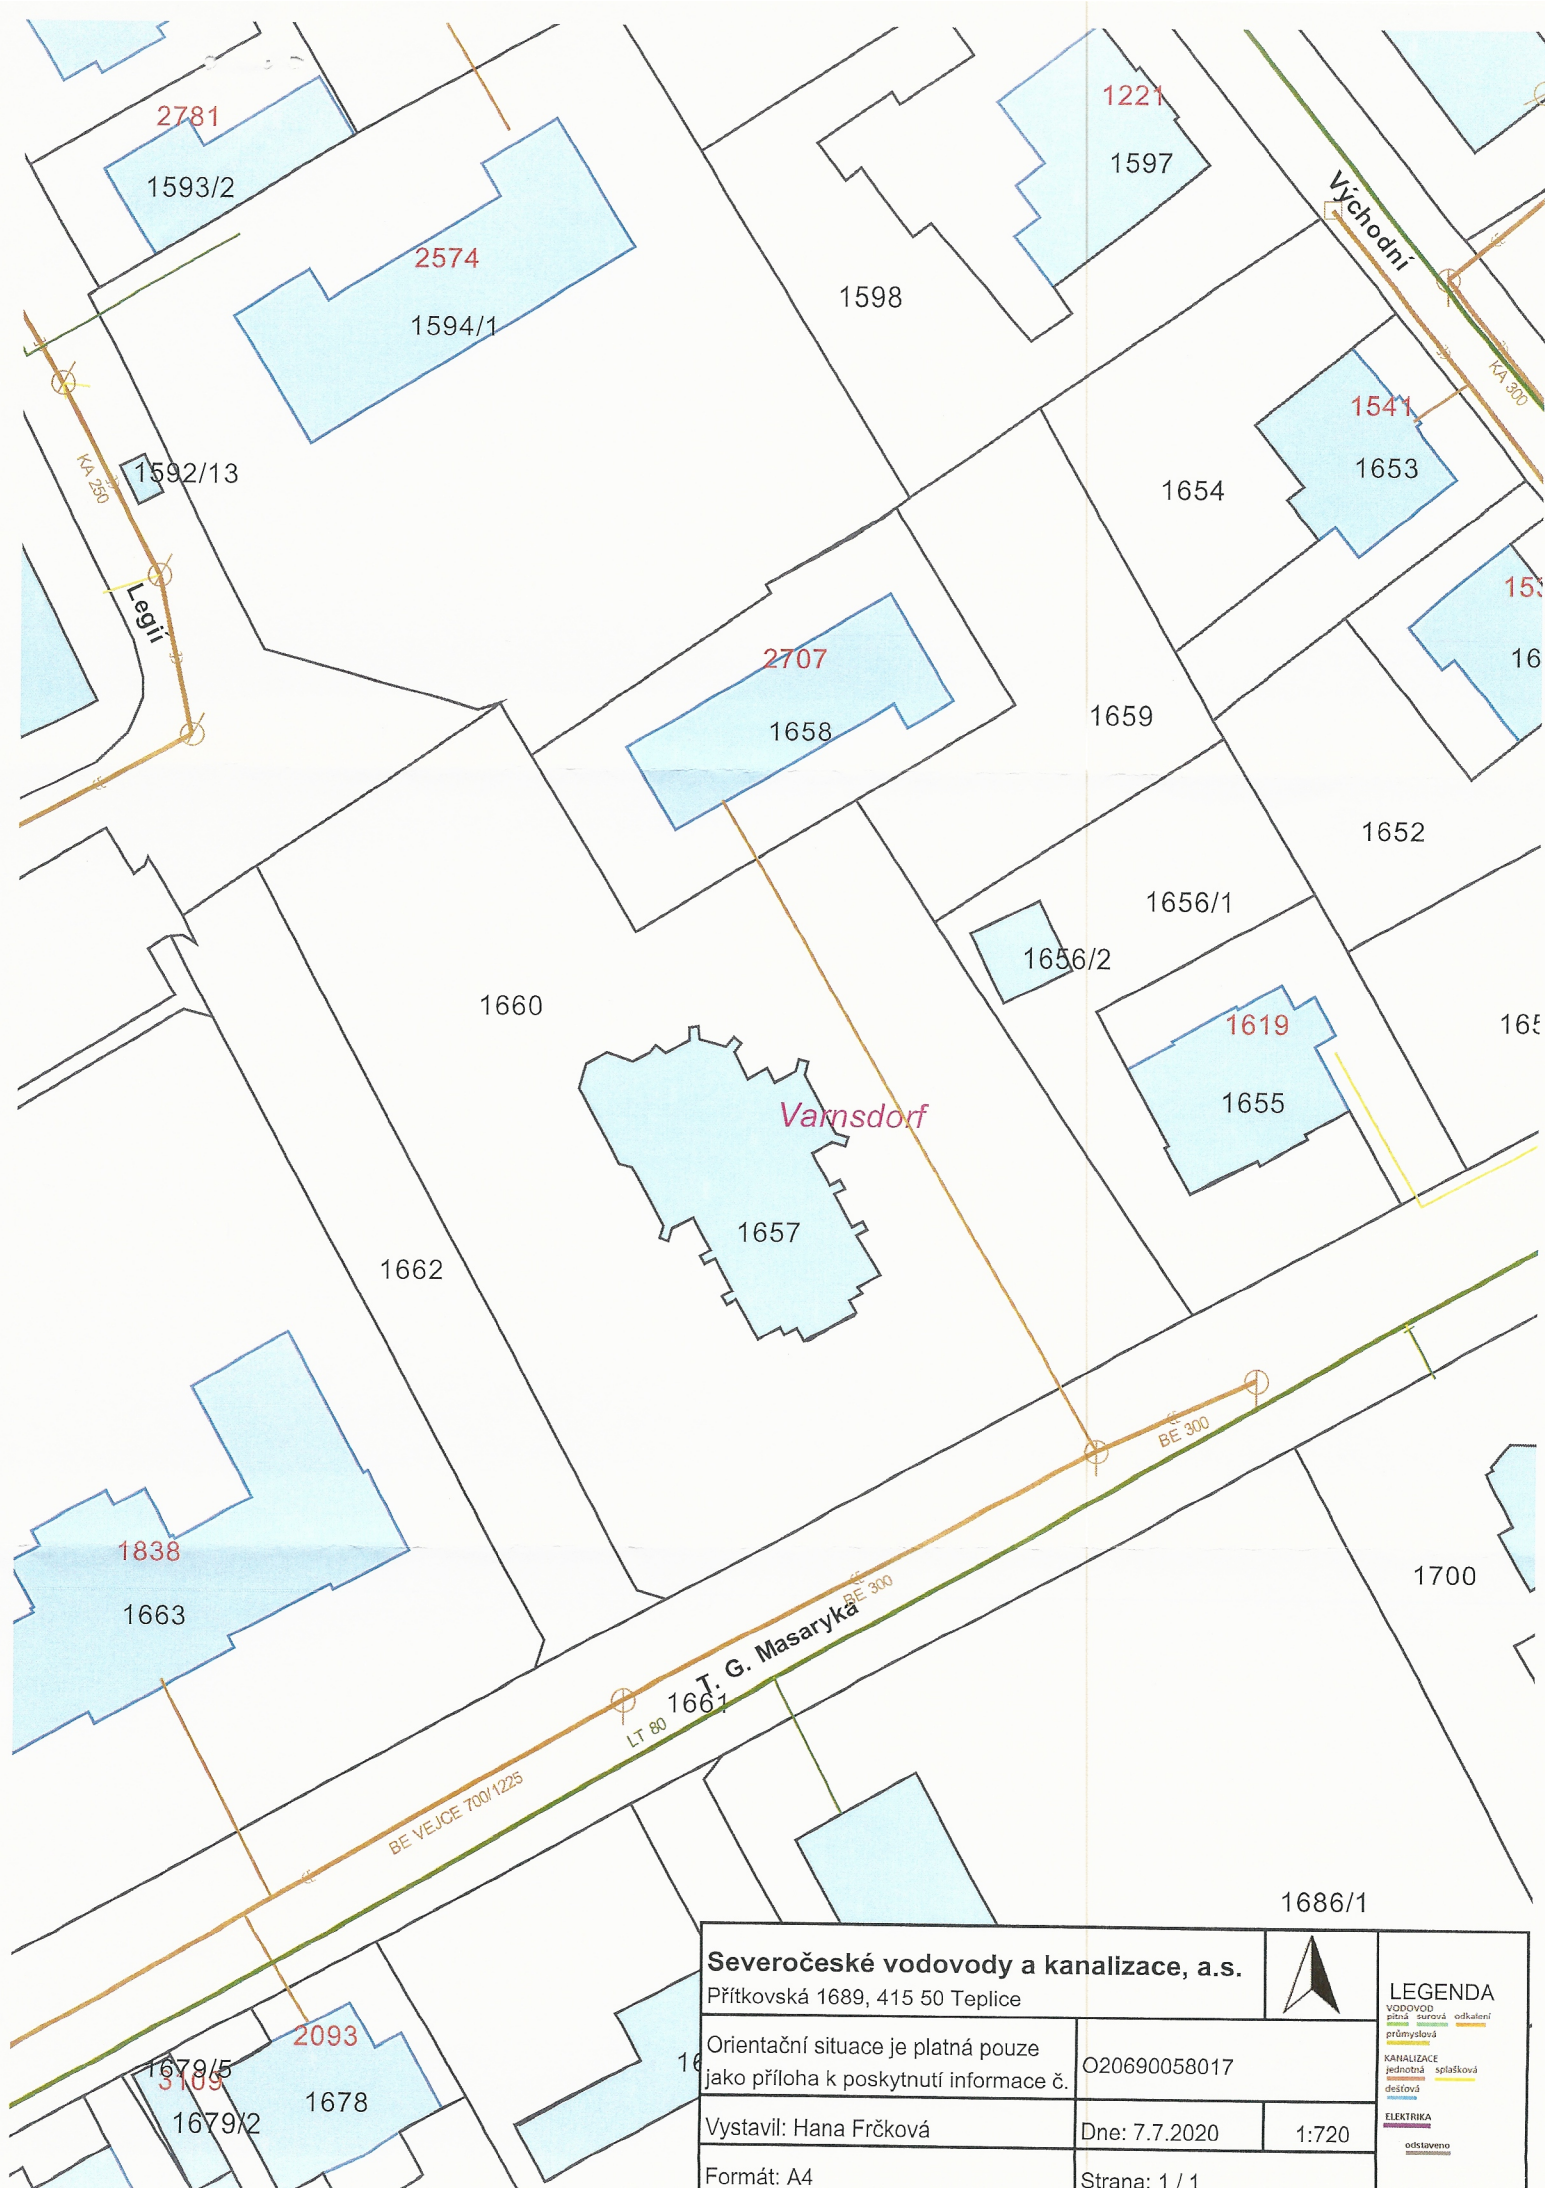 2781
1221
1593/2
1597
Východní
2574
1598
1594/1
KA 300
1541
1592/13
KA 250
1653
1654
Legií
2707
1658
1659
1652
1656/1
1656/2
1660
1619
1655
Varnsdorf
1657
1662
BE 300
1838
1663
BE 300
1700
T. G. Masaryka
1661
LT 80
BE VEJCE 700/1225
1686/1
2093
1679/5
3109
1678
1679/2
Severočeské vodovody a kanalizace, a.s.
Přítkovská 1689, 415 50 Teplice
Orientační situace je platná pouze
jako příloha k poskytnutí informace č.
O20690058017
Vystavil: Hana Frčková
Dne: 7.7.2020
1:720
Formát: A4
Strana: 1 / 1
LEGENDA
VODOVOD
pitná surová odkalení
průmyslová
KANALIZACE
jednotná splašková
dešťová
ELEKTRIKA
odstaveno